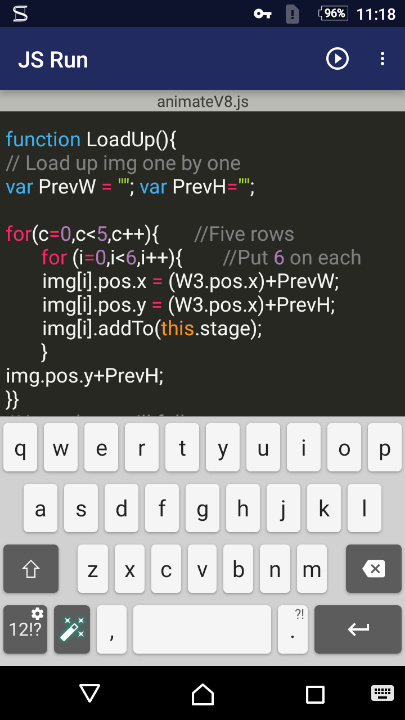 S 96% 11:18
JS Run
animateV8.js
function LoadUp(){
// Load up img one by one
var PrevW = ""; var PrevH="";
for(c=0,c<5,c++){ //Five rows
for (i=0,i<6,i++){ //Put 6 on each
img[i].pos.x = (W3.pos.x)+PrevW;
img[i].pos.y = (W3.pos.x)+PrevH;
img[i].addTo(this.stage);
}
img.pos.y+PrevH;
}}
q w e r t y u i o p
a s d f g h j k l
z x c v b n m
12!? , . ?!